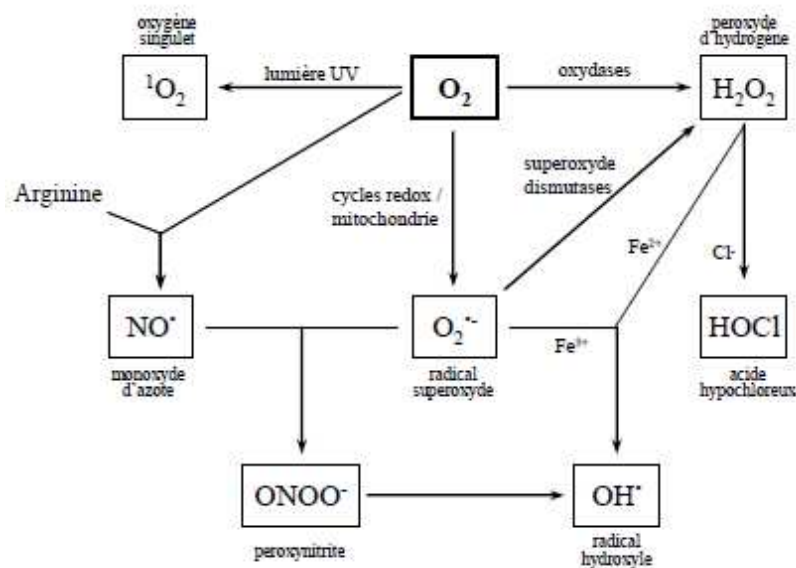 oxygène
singulet
¹O₂
lumière UV
O₂
oxydases
peroxyde
d'hydrogène
H₂O₂
Arginine
cycles redox /
mitochondrie
superoxyde
dismutases
Fe²⁺
Cl-
NO•
monoxyde
d'azote
O₂•-
radical
superoxyde
Fe³⁺
HOCl
acide
hypochloreux
ONOO-
peroxynitrite
OH•
radical
hydroxyle